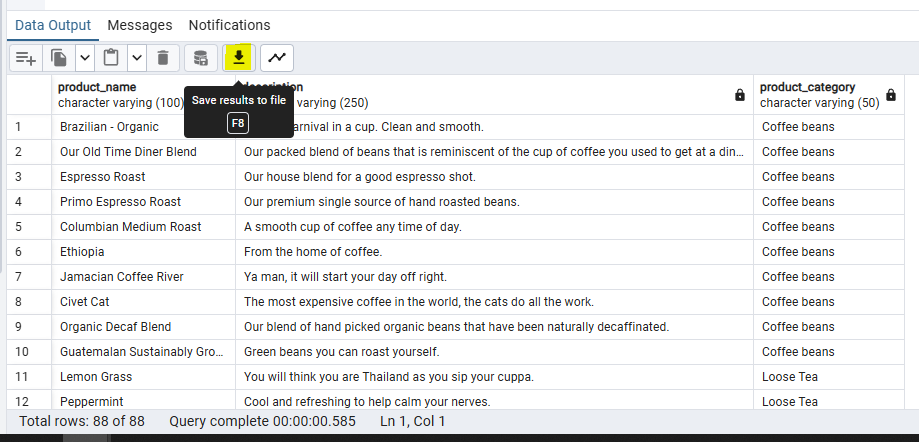 Data Output Messages Notifications
product_name
character varying (100)
varying (250)
product_category
character varying (50)
Save results to file
F8
1 Brazilian - Organic in a cup. Clean and smooth. Coffee beans
2 Our Old Time Diner Blend Our packed blend of beans that is reminiscent of the cup of coffee you used to get at a din... Coffee beans
3 Espresso Roast Our house blend for a good espresso shot. Coffee beans
4 Primo Espresso Roast Our premium single source of hand roasted beans. Coffee beans
5 Columbian Medium Roast A smooth cup of coffee any time of day. Coffee beans
6 Ethiopia From the home of coffee. Coffee beans
7 Jamacian Coffee River Ya man, it will start your day off right. Coffee beans
8 Civet Cat The most expensive coffee in the world, the cats do all the work. Coffee beans
9 Organic Decaf Blend Our blend of hand picked organic beans that have been naturally decaffinated. Coffee beans
10 Guatemalan Sustainably Gro... Green beans you can roast yourself. Coffee beans
11 Lemon Grass You will think you are Thailand as you sip your cuppa. Loose Tea
12 Peppermint Cool and refreshing to help calm your nerves. Loose Tea
Total rows: 88 of 88 Query complete 00:00:00.585 Ln 1, Col 1